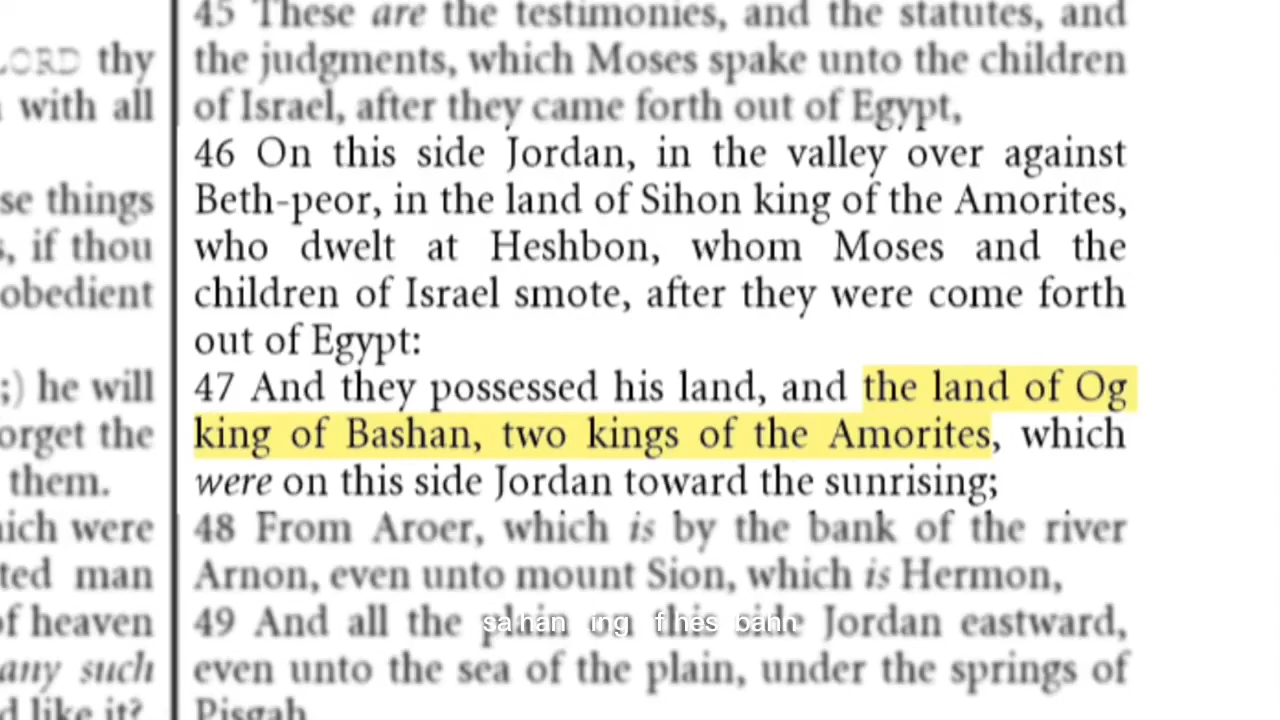 LORD thy
with all
se things
s, if thou
obedient
;) he will
orget the
them.
ich were
ted man
of heaven
any such
d like it?
45 These are the testimonies, and the statutes, and
the judgments, which Moses spake unto the children
of Israel, after they came forth out of Egypt,
46 On this side Jordan, in the valley over against
Beth-peor, in the land of Sihon king of the Amorites,
who dwelt at Heshbon, whom Moses and the
children of Israel smote, after they were come forth
out of Egypt:
47 And they possessed his land, and the land of Og
king of Bashan, two kings of the Amorites, which
were on this side Jordan toward the sunrising;
48 From Aroer, which is by the bank of the river
Arnon, even unto mount Sion, which is Hermon,
49 And all the plain Jordan eastward,
even unto the sea of the plain, under the springs of
Pisgah